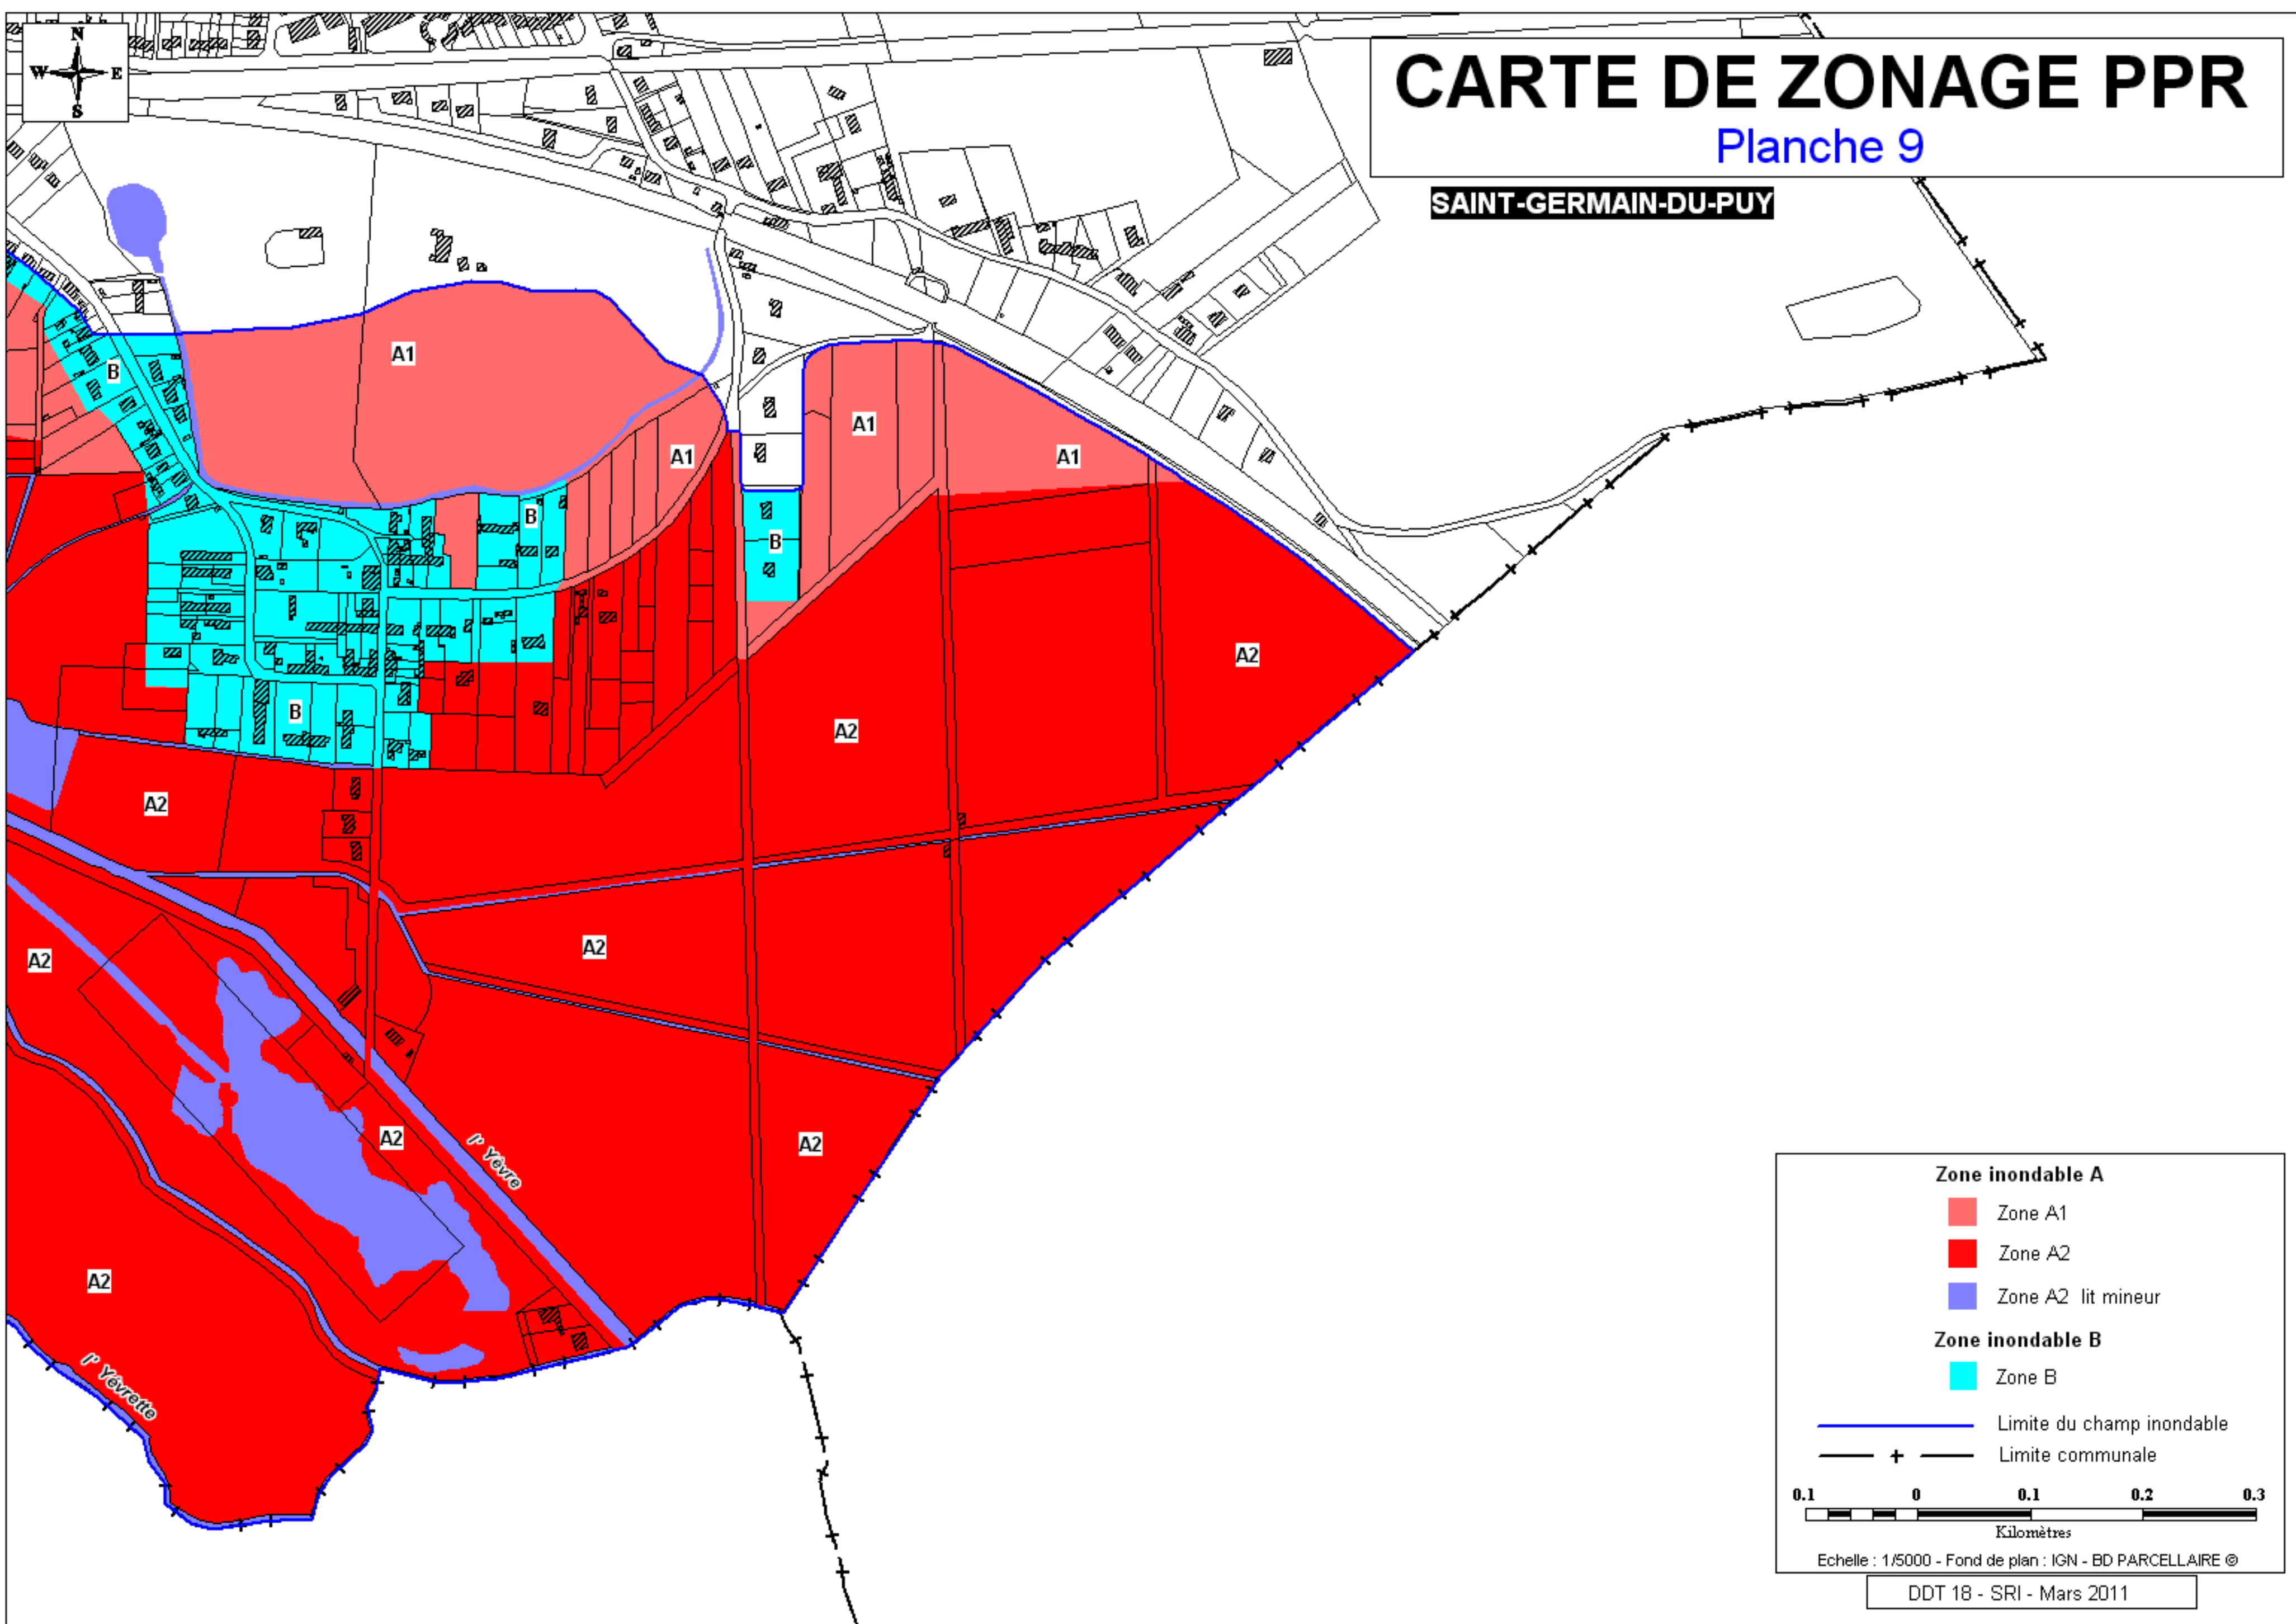 N
W E
S
CARTE DE ZONAGE PPR
Planche 9
SAINT-GERMAIN-DU-PUY
A1
B
A1
A1
A1
B
B
A2
B
A2
A2
A2
A2
A2
l' Yèvre
A2
A2
l' Yévrette
Zone inondable A
Zone A1
Zone A2
Zone A2 lit mineur
Zone inondable B
Zone B
Limite du champ inondable
Limite communale
0.1 0 0.1 0.2 0.3
Kilomètres
Echelle : 1/5000 - Fond de plan : IGN - BD PARCELLAIRE ©
DDT 18 - SRI - Mars 2011